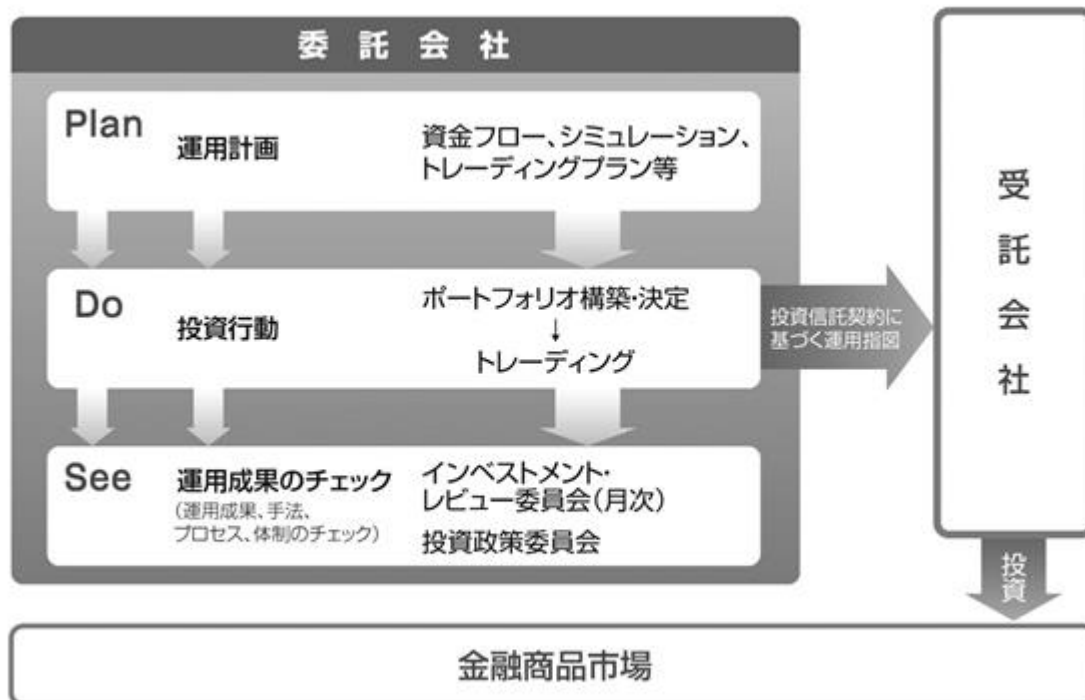 委託会社
Plan
運用計画
資金フロー、シミュレーション、
トレーディングプラン等
Do
投資行動
ポートフォリオ構築・決定
↓
トレーディング
See
運用成果のチェック
(運用成果、手法、
プロセス、体制のチェック)
インベストメント・
レビュー委員会(月次)
投資政策委員会
投資信託契約に
基づく運用指図
受託会社
投資
金融商品市場